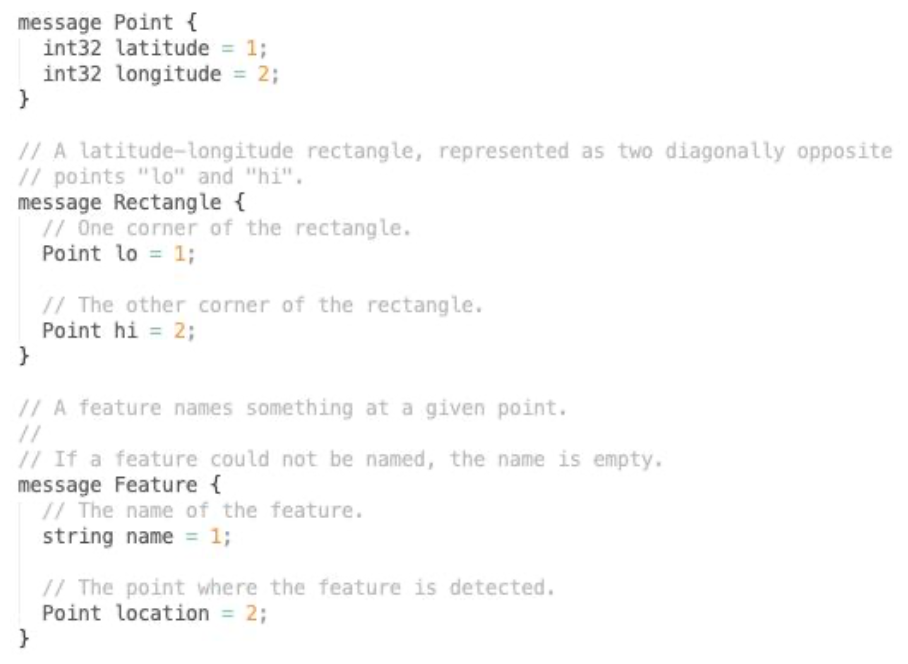 message Point {
  int32 latitude = 1;
  int32 longitude = 2;
}

// A latitude-longitude rectangle, represented as two diagonally opposite
// points "lo" and "hi".
message Rectangle {
  // One corner of the rectangle.
  Point lo = 1;

  // The other corner of the rectangle.
  Point hi = 2;
}

// A feature names something at a given point.
//
// If a feature could not be named, the name is empty.
message Feature {
  // The name of the feature.
  string name = 1;

  // The point where the feature is detected.
  Point location = 2;
}